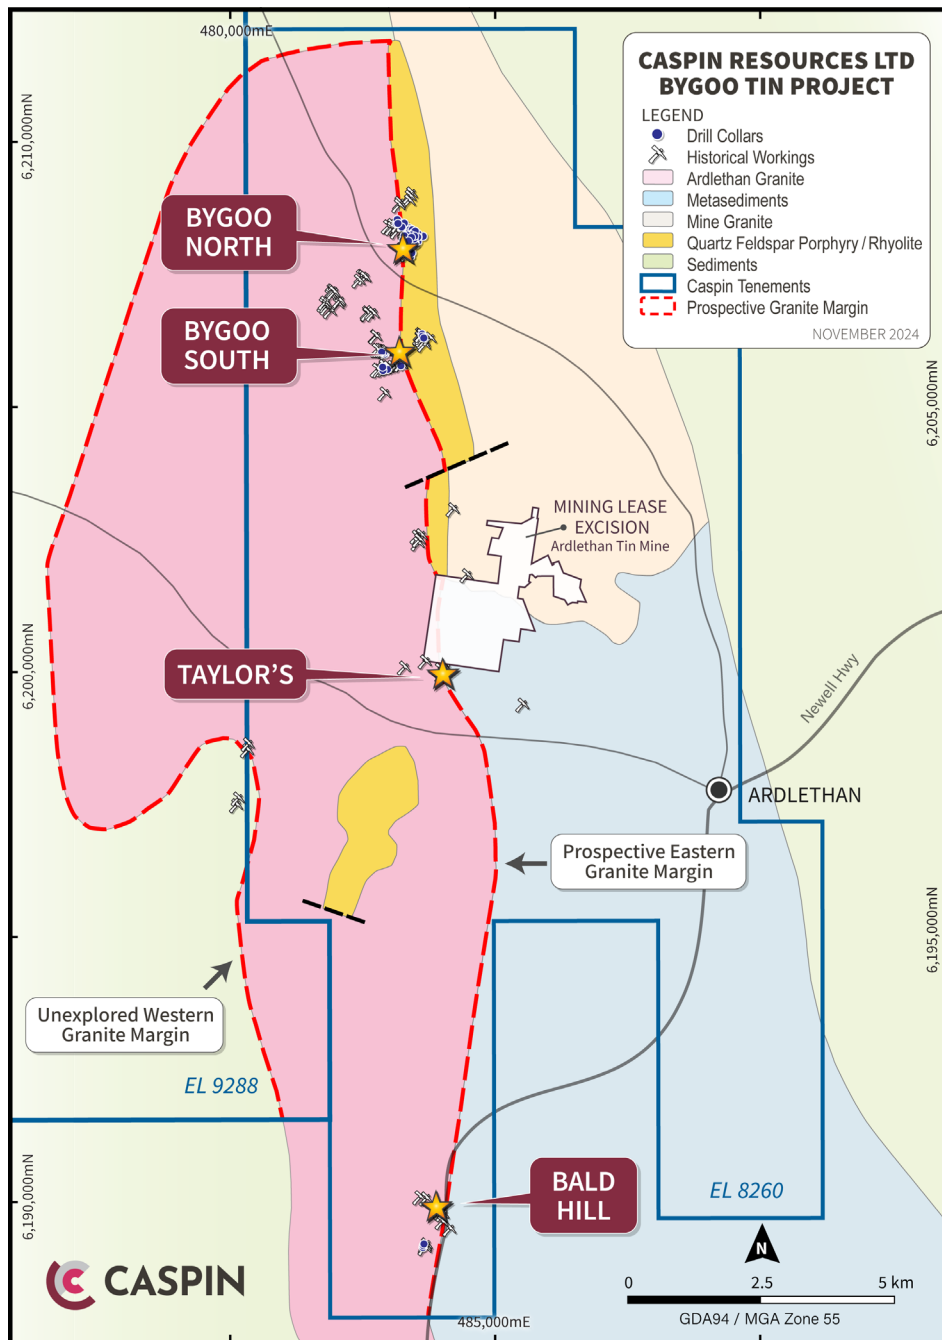 480,000mE
CASPIN RESOURCES LTD
BYGOO TIN PROJECT
LEGEND
Drill Collars
Historical Workings
Ardlethan Granite
Metasediments
Mine Granite
Quartz Feldspar Porphyry / Rhyolite
Sediments
Caspin Tenements
Prospective Granite Margin
NOVEMBER 2024
6,210,000mN
BYGOO
NORTH
BYGOO
SOUTH
6,205,000mN
MINING LEASE
EXCISION
Ardlethan Tin Mine
6,200,000mN
TAYLOR'S
Newell Hwy
ARDLETHAN
Prospective Eastern
Granite Margin
6,195,000mN
Unexplored Western
Granite Margin
EL 9288
6,190,000mN
BALD
HILL
EL 8260
N
CASPIN
0 2.5 5 km
GDA94 / MGA Zone 55
485,000mE